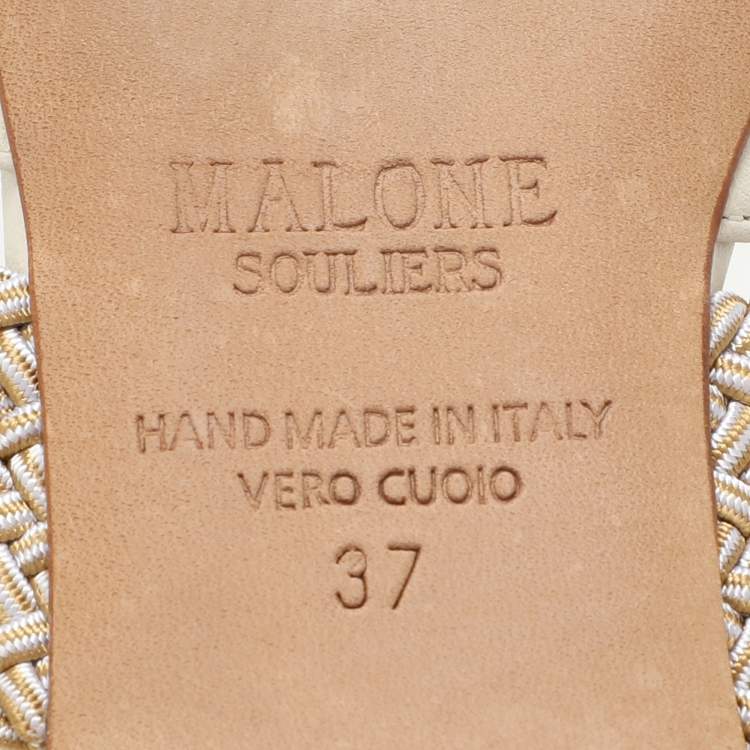 MALONE
SOULIERS
HAND MADE IN ITALY
VERO CUOIO
37